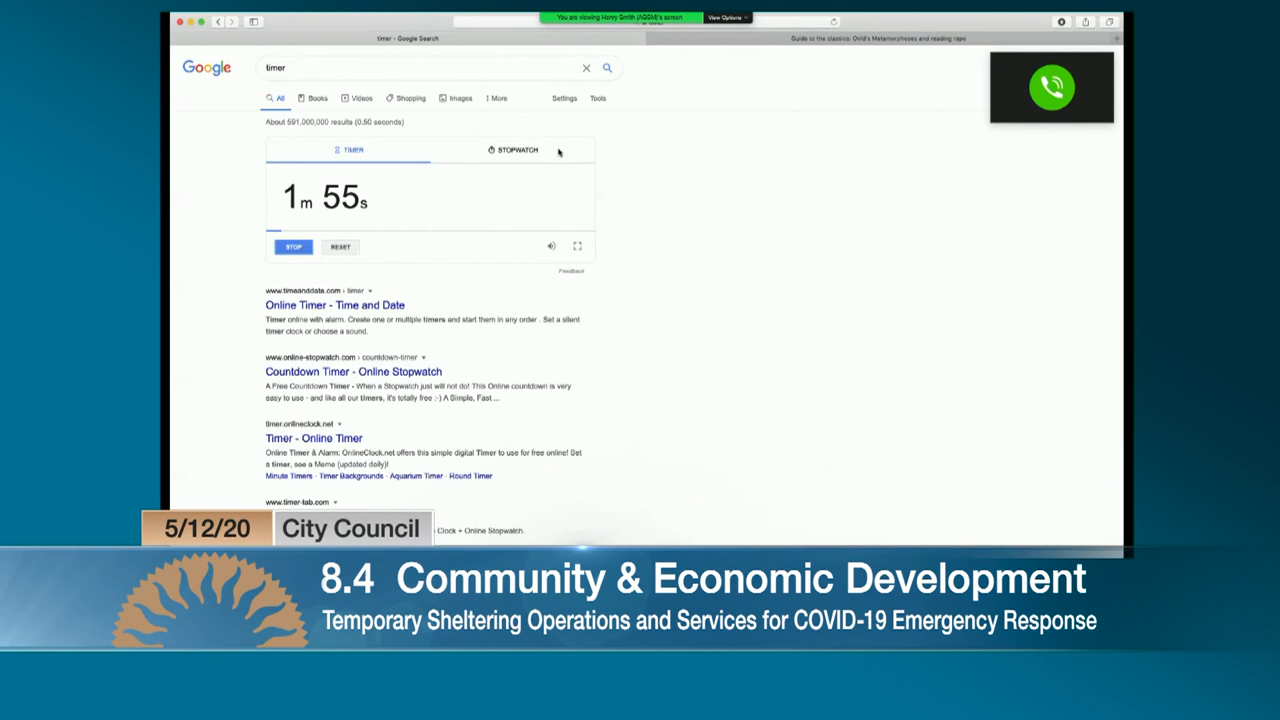 You are viewing Henry Smith (AGSM)'s screen
View Options
timer - Google Search
Guide to the classics: Ovid's Metamorphoses and reading rape
Google
timer
All
Books
Videos
Shopping
Images
More
Settings
Tools
About 591,000,000 results (0.50 seconds)
TIMER
STOPWATCH
1m 55s
STOP
RESET
Feedback
www.timeanddate.com › timer
Online Timer - Time and Date
Timer online with alarm. Create one or multiple timers and start them in any order . Set a silent
timer clock or choose a sound.
www.online-stopwatch.com › countdown-timer
Countdown Timer - Online Stopwatch
A Free Countdown Timer - When a Stopwatch just will not do! This Online countdown is very
easy to use - and like all our timers, it's totally free :-) A Simple, Fast ...
timer.onlineclock.net
Timer - Online Timer
Online Timer & Alarm: OnlineClock.net offers this simple digital Timer to use for free online! Set
a timer, see a Meme (updated daily)!
Minute Timers · Timer Backgrounds · Aquarium Timer · Round Timer
www.timer-tab.com
Clock + Online Stopwatch.
5/12/20
City Council
8.4 Community & Economic Development
Temporary Sheltering Operations and Services for COVID-19 Emergency Response